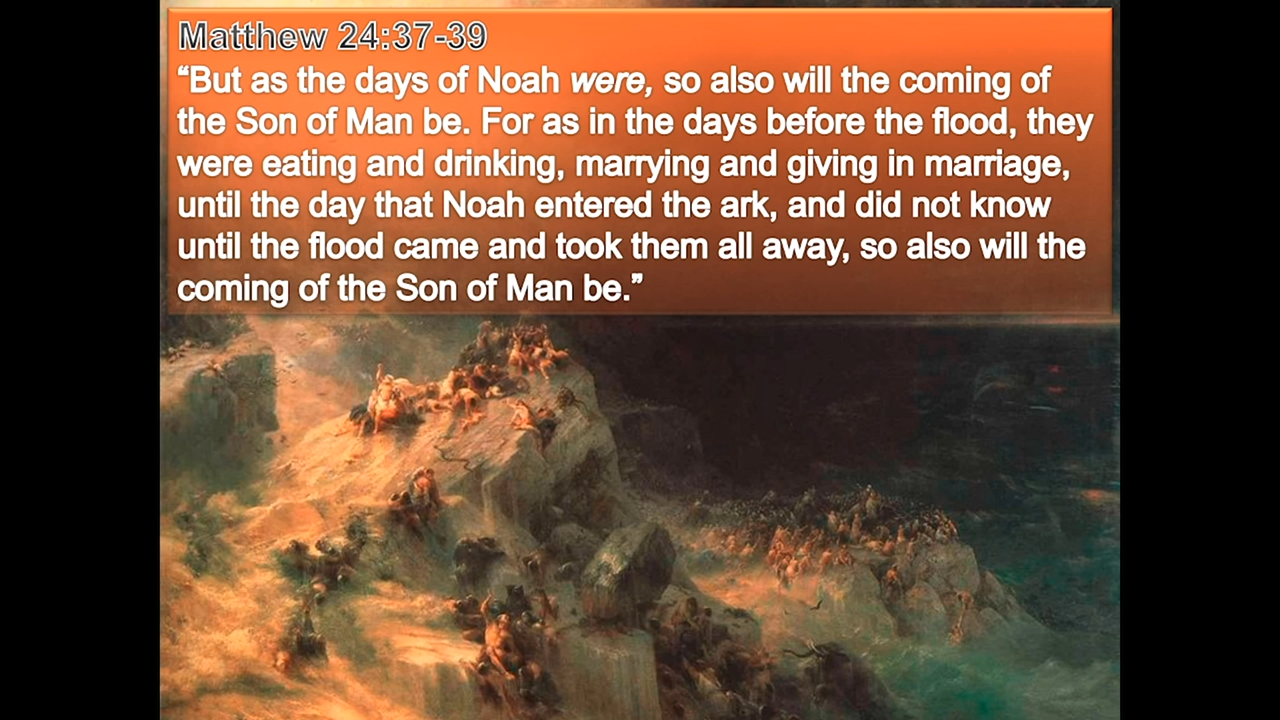 Matthew 24:37-39
“But as the days of Noah were, so also will the coming of
the Son of Man be. For as in the days before the flood, they
were eating and drinking, marrying and giving in marriage,
until the day that Noah entered the ark, and did not know
until the flood came and took them all away, so also will the
coming of the Son of Man be.”